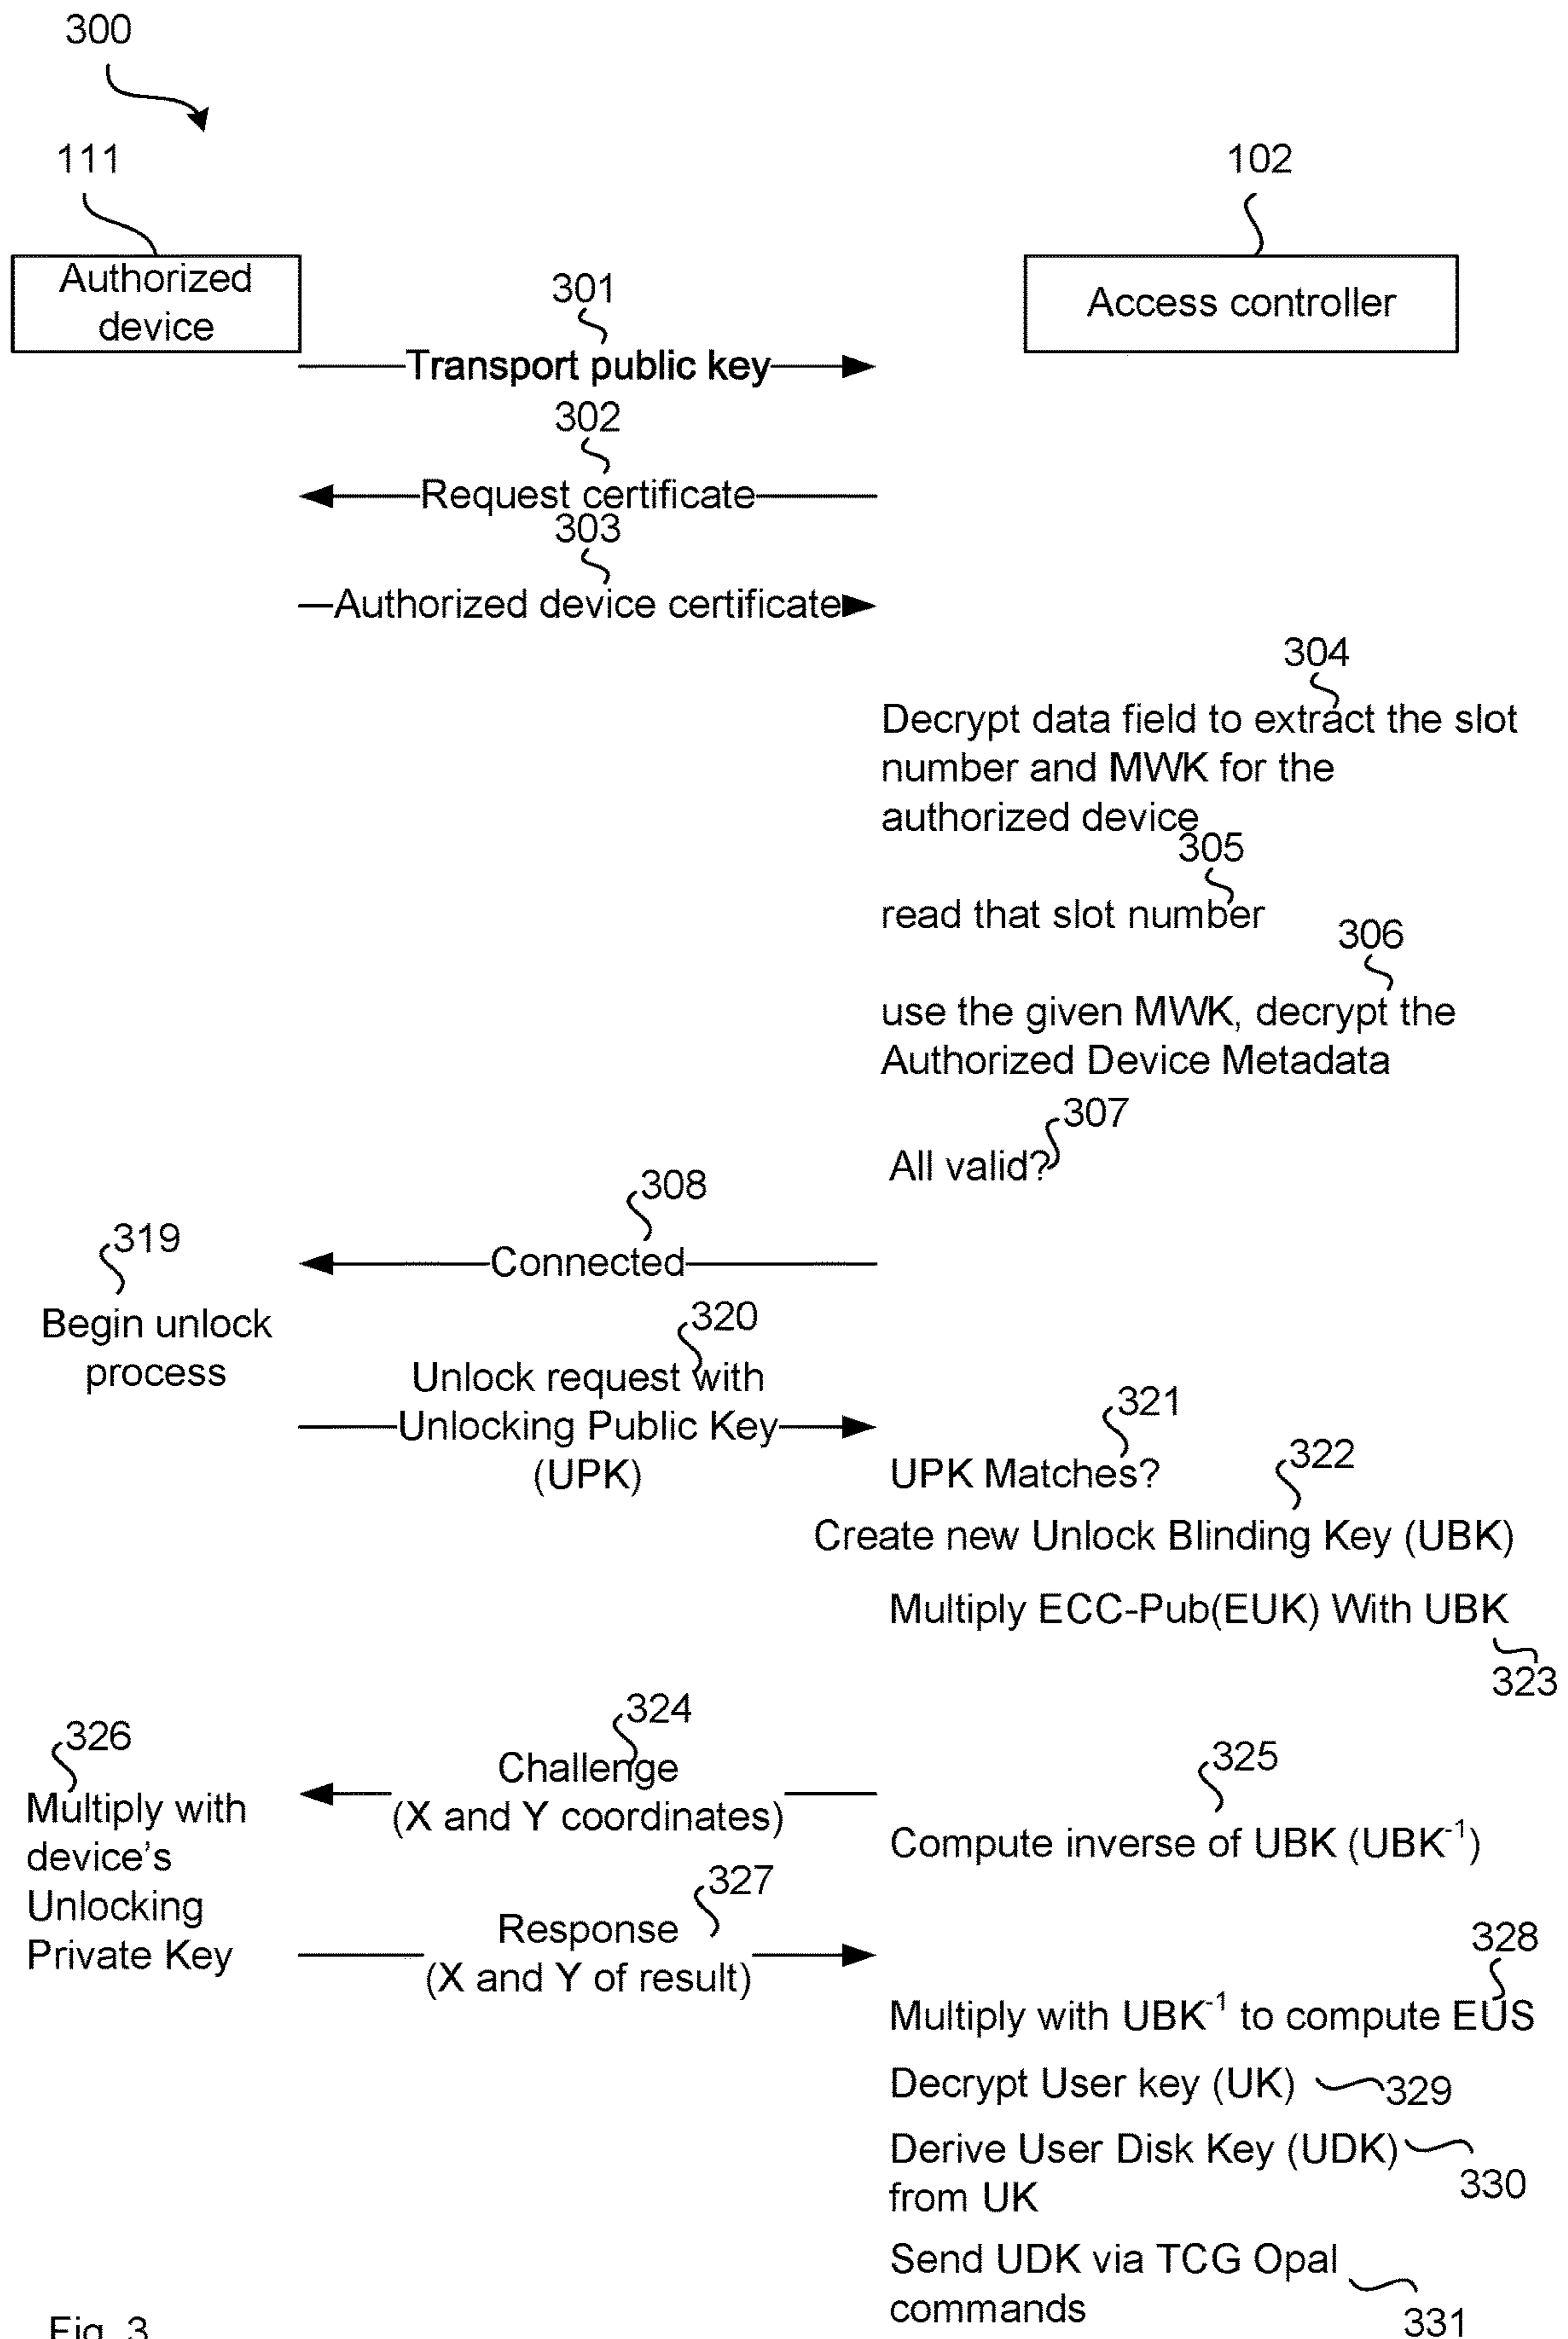 300
111
102
Authorized
device
Access controller
301
Transport public key
302
Request certificate
303
Authorized device certificate
304
Decrypt data field to extract the slot
number and MWK for the
authorized device
305
read that slot number
306
use the given MWK, decrypt the
Authorized Device Metadata
307
All valid?
308
Connected
319
Begin unlock
process
320
Unlock request with
Unlocking Public Key
(UPK)
321
UPK Matches?
322
Create new Unlock Blinding Key (UBK)
Multiply ECC-Pub(EUK) With UBK
323
324
Challenge
(X and Y coordinates)
325
Compute inverse of UBK (UBK⁻¹)
326
Multiply with
device's
Unlocking
Private Key
327
Response
(X and Y of result)
328
Multiply with UBK⁻¹ to compute EUS
Decrypt User key (UK)
329
Derive User Disk Key (UDK)
from UK
330
Send UDK via TCG Opal
commands
331
Fig. 3